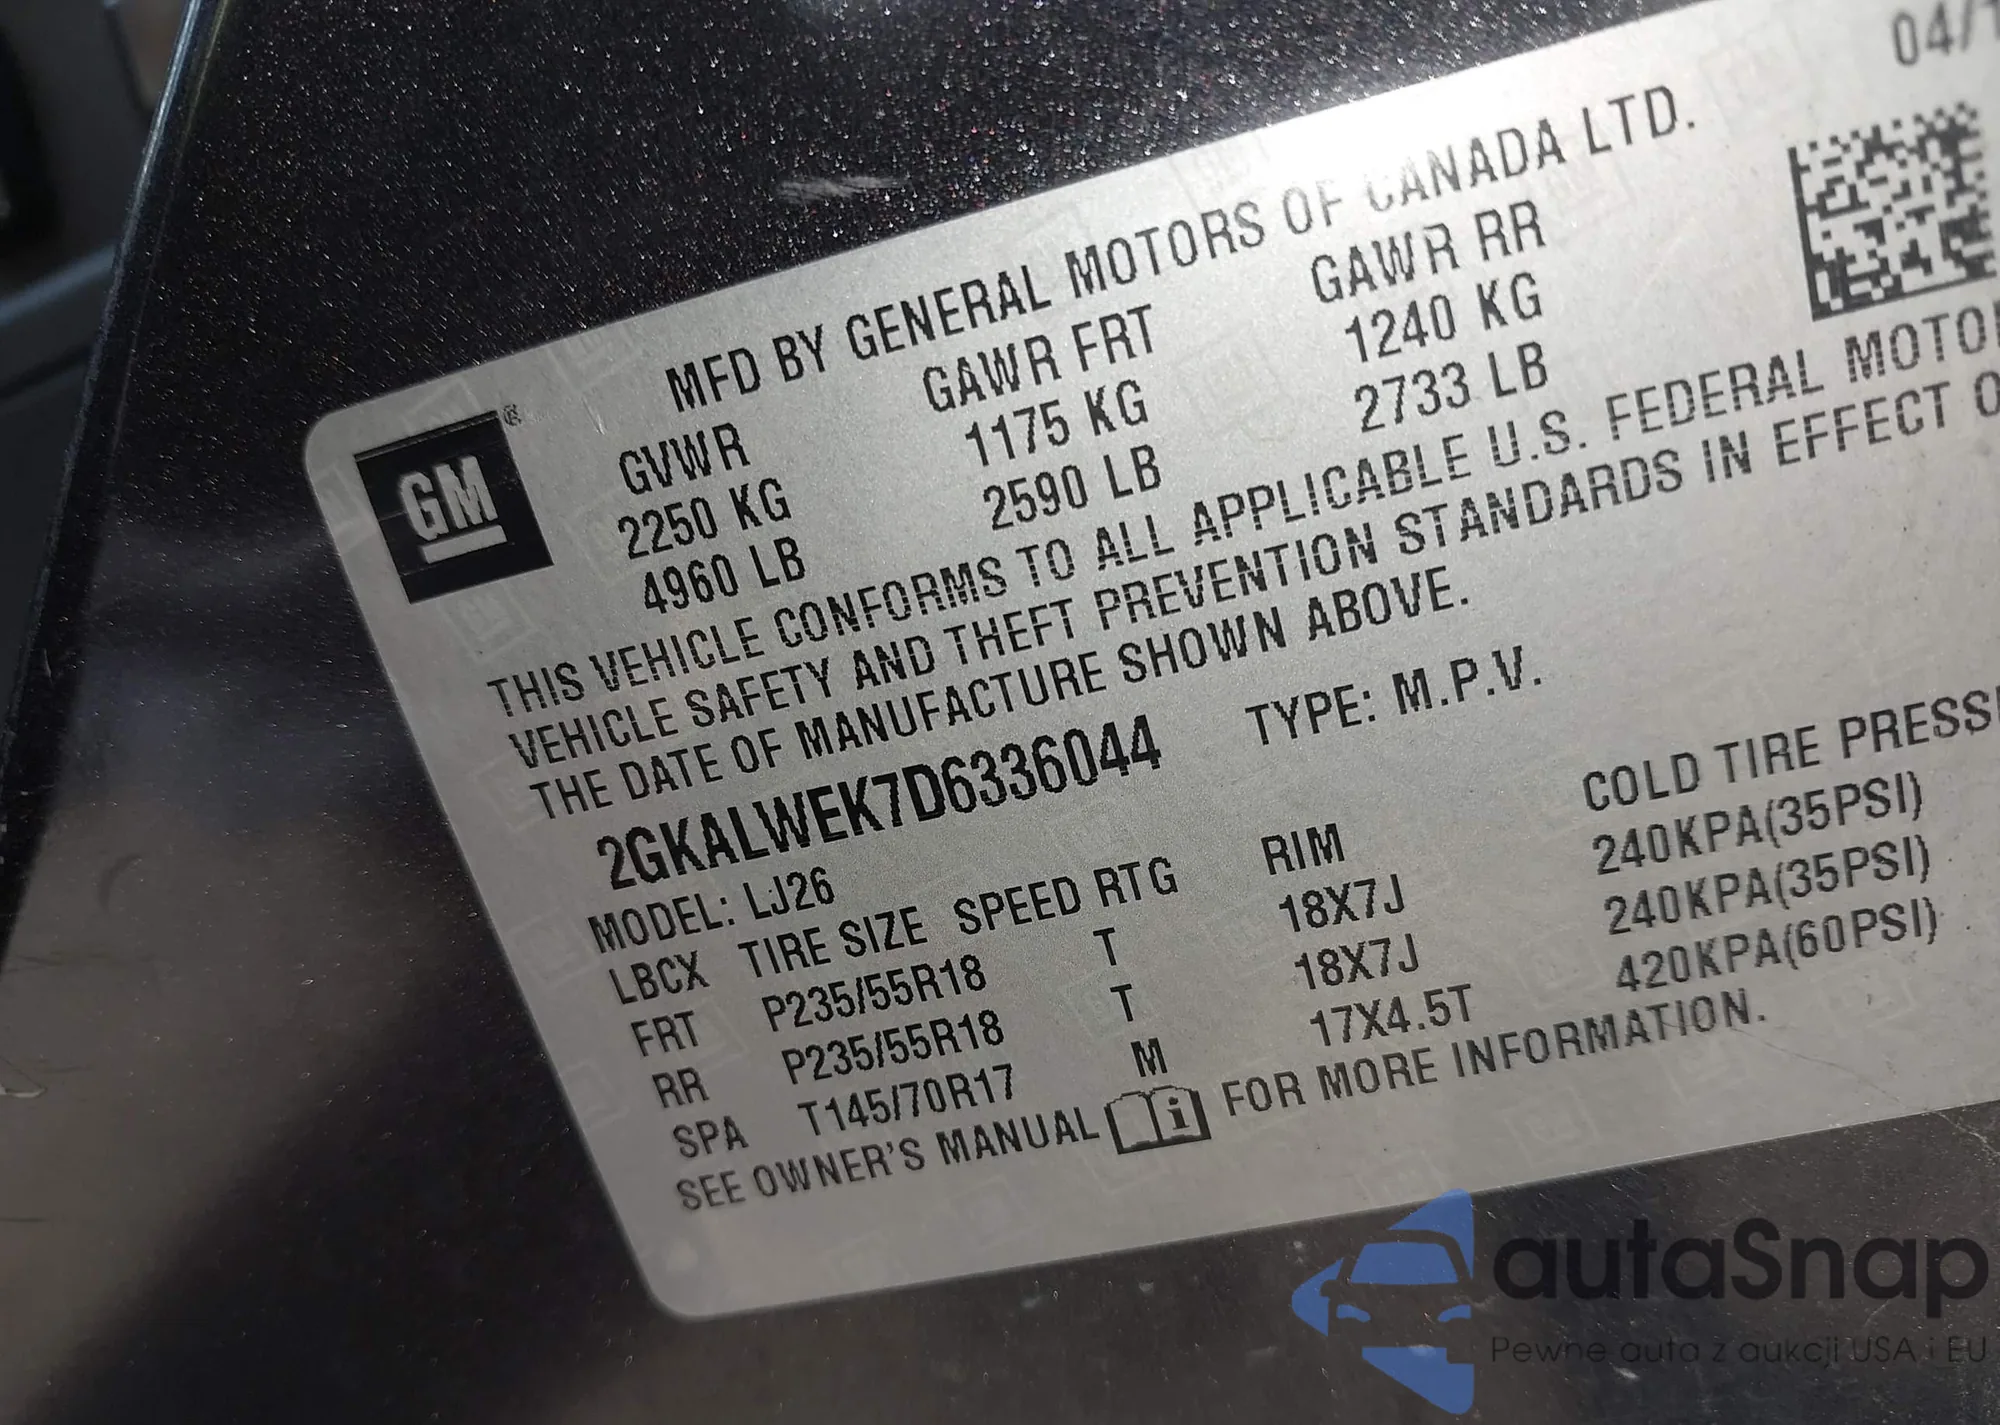 04/1
MFD BY GENERAL MOTORS OF CANADA LTD.
GVWR GAWR FRT GAWR RR
2250 KG 1175 KG 1240 KG
4960 LB 2590 LB 2733 LB
GM®
THIS VEHICLE CONFORMS TO ALL APPLICABLE U.S. FEDERAL MOTO
VEHICLE SAFETY AND THEFT PREVENTION STANDARDS IN EFFECT O
THE DATE OF MANUFACTURE SHOWN ABOVE.
2GKALWEK7D6336044 TYPE: M.P.V.
MODEL: LJ26
LBCX TIRE SIZE SPEED RTG RIM COLD TIRE PRESS
FRT P235/55R18 T 18X7J 240KPA(35PSI)
RR P235/55R18 T 18X7J 240KPA(35PSI)
SPA T145/70R17 M 17X4.5T 420KPA(60PSI)
SEE OWNER'S MANUAL i FOR MORE INFORMATION.
autaSnap
Pewne auta z aukcji USA i EU